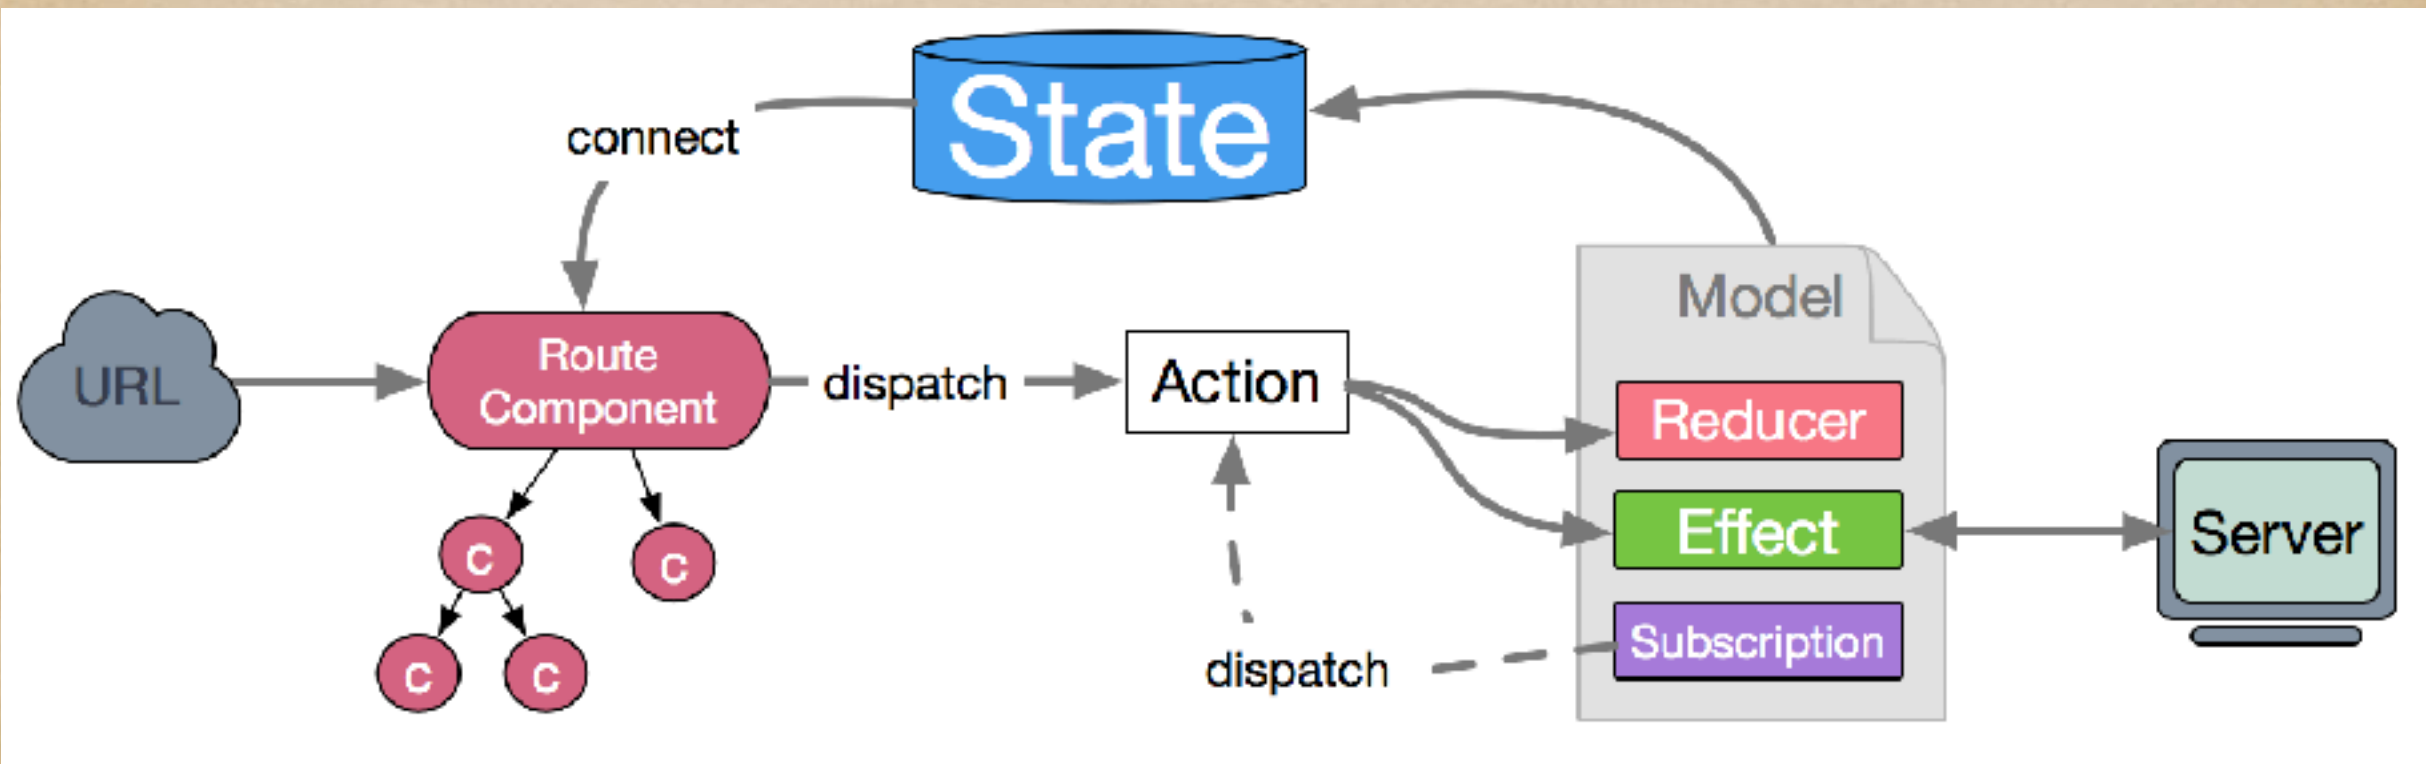 State
connect
Model
URL
Route
Component
dispatch
Action
Reducer
Effect
Server
Subscription
dispatch
c
c
c
c